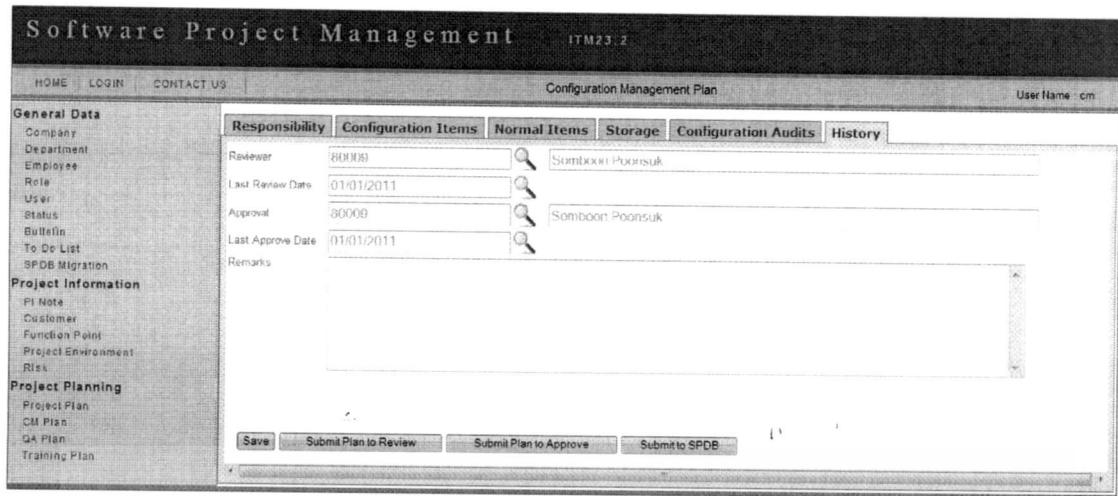 Software Project Management ITM23.2
HOME LOGIN CONTACT US Configuration Management Plan User Name : cm
General Data
Company
Department
Employee
Role
User
Status
Bulletin
To Do List
SPDB Migration
Project Information
PI Note
Customer
Function Point
Project Environment
Risk
Project Planning
Project Plan
CM Plan
QA Plan
Training Plan
Responsibility Configuration Items Normal Items Storage Configuration Audits History
Reviewer 80009 Somboon Poonsuk
Last Review Date 01/01/2011
Approval 80009 Somboon Poonsuk
Last Approve Date 01/01/2011
Remarks
Save Submit Plan to Review Submit Plan to Approve Submit to SPDB